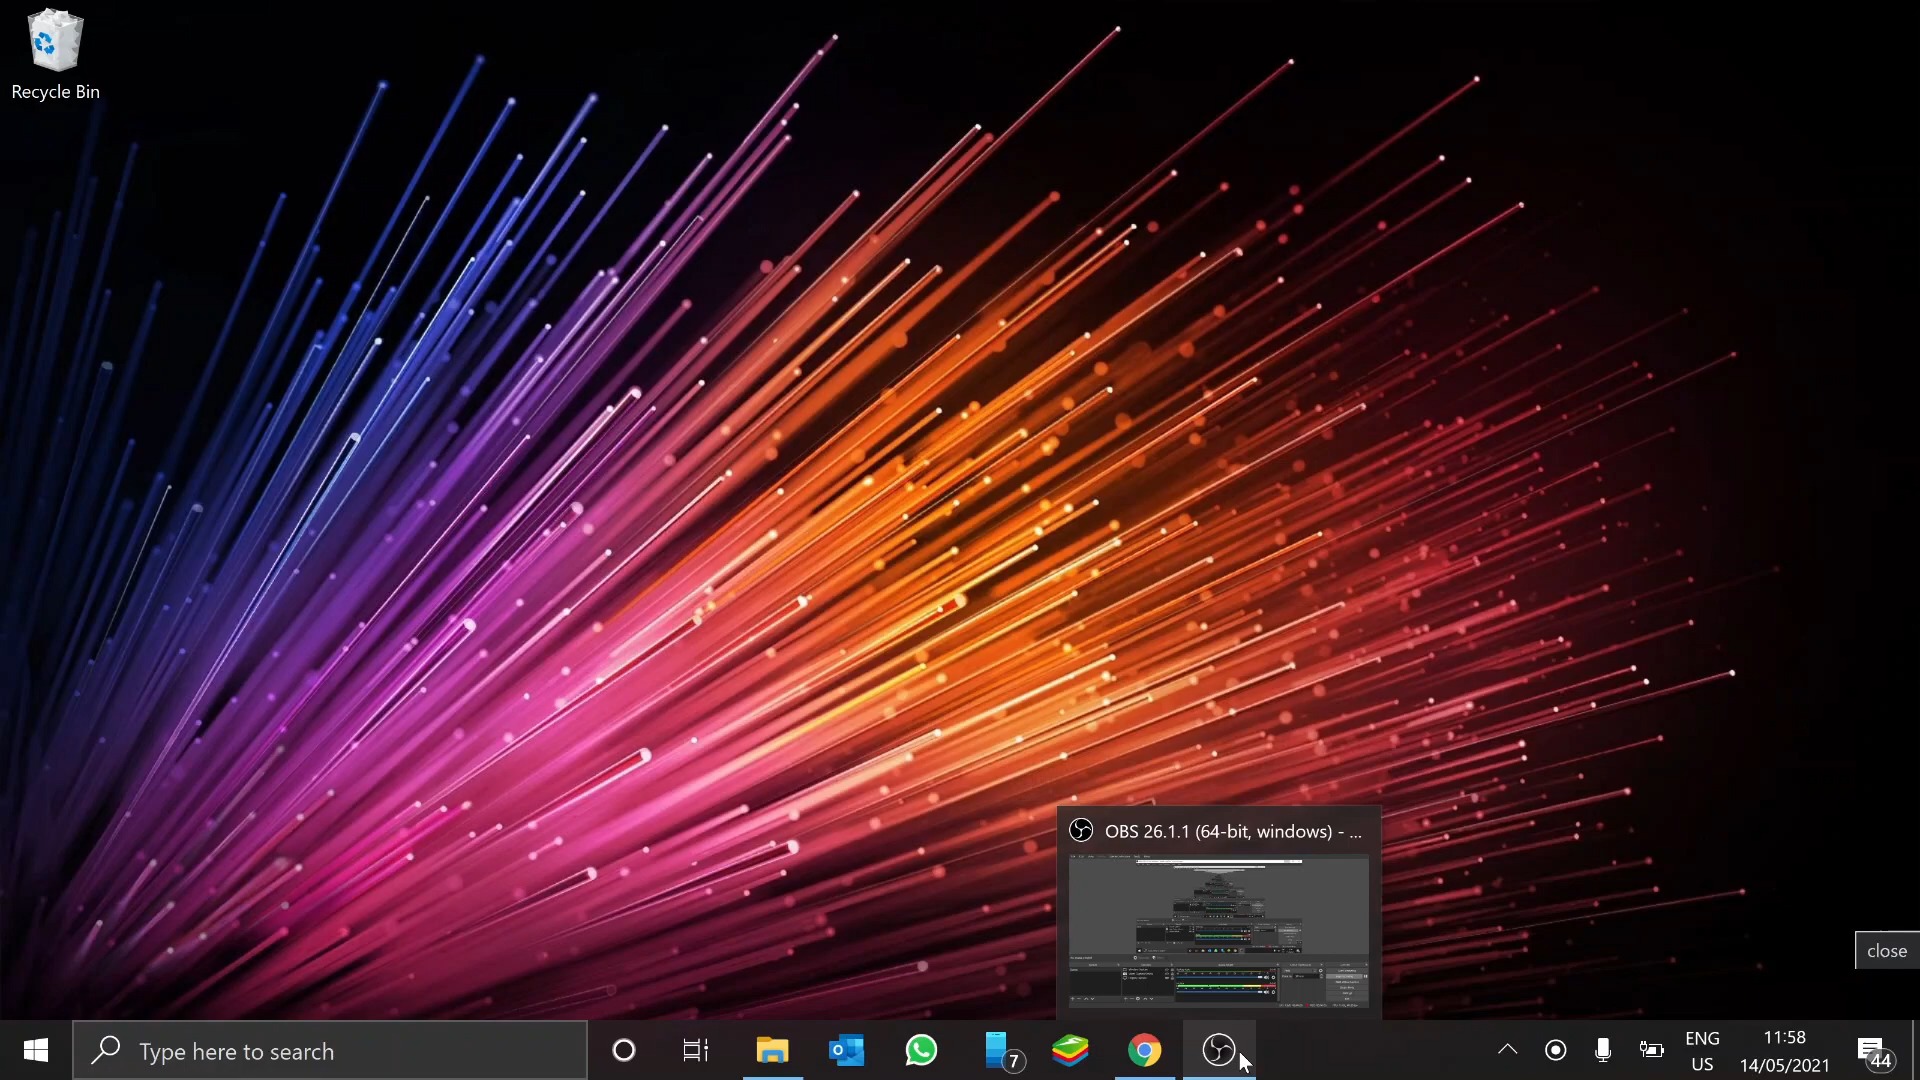 Recycle Bin
OBS 26.1.1 (64-bit, windows) - ...
close
Type here to search
7
ENG
US
11:58
14/05/2021
44